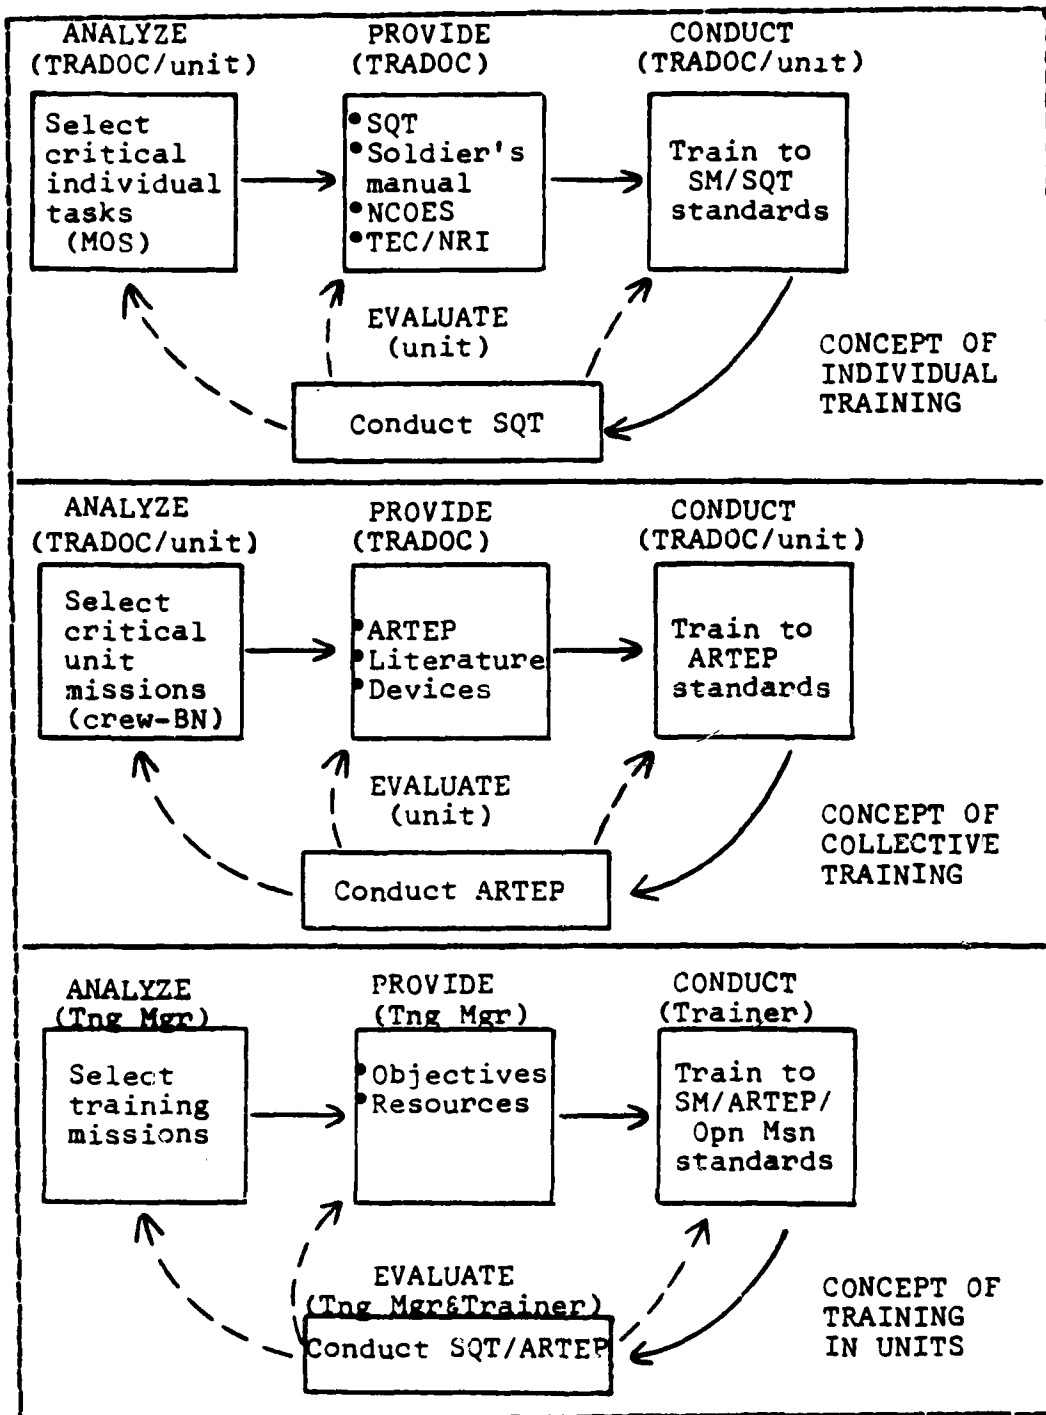 ANALYZE
(TRADOC/unit)
PROVIDE
(TRADOC)
CONDUCT
(TRADOC/unit)
Select
critical
individual
tasks
(MOS)
•SQT
•Soldier's
manual
•NCOES
•TEC/NRI
Train to
SM/SQT
standards
EVALUATE
(unit)
Conduct SQT
CONCEPT OF
INDIVIDUAL
TRAINING
ANALYZE
(TRADOC/unit)
PROVIDE
(TRADOC)
CONDUCT
(TRADOC/unit)
Select
critical
unit
missions
(crew-BN)
•ARTEP
•Literature
•Devices
Train to
ARTEP
standards
EVALUATE
(unit)
Conduct ARTEP
CONCEPT OF
COLLECTIVE
TRAINING
ANALYZE
(Tng Mgr)
PROVIDE
(Tng Mgr)
CONDUCT
(Trainer)
Select
training
missions
•Objectives
•Resources
Train to
SM/ARTEP/
Opn Msn
standards
EVALUATE
(Tng Mgr&Trainer)
Conduct SQT/ARTEP
CONCEPT OF
TRAINING
IN UNITS